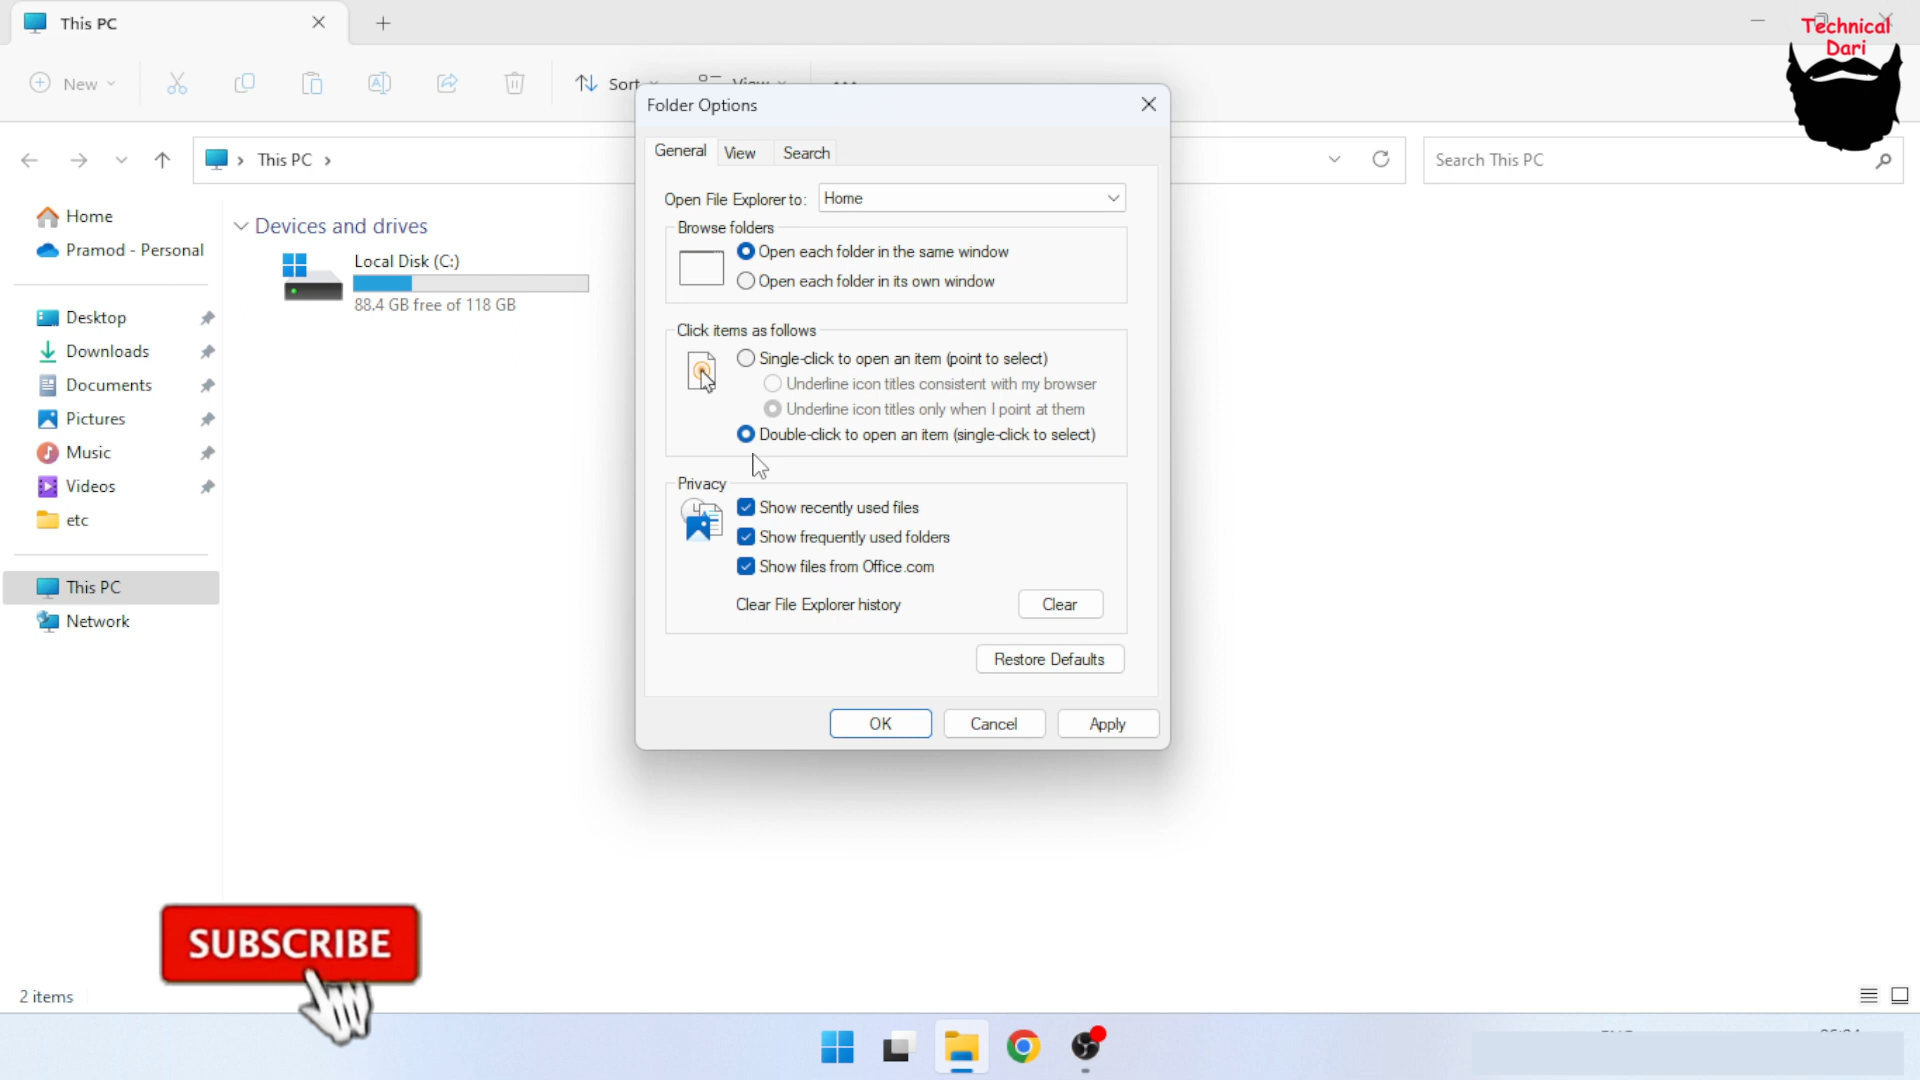 This PC
Technical
Dari
New
Sort
View
Folder Options
This PC
Search This PC
General
View
Search
Open File Explorer to:
Home
Browse folders
Open each folder in the same window
Open each folder in its own window
Click items as follows
Single-click to open an item (point to select)
Underline icon titles consistent with my browser
Underline icon titles only when I point at them
Double-click to open an item (single-click to select)
Privacy
Show recently used files
Show frequently used folders
Show files from Office.com
Clear File Explorer history
Clear
Restore Defaults
OK
Cancel
Apply
Home
Pramod - Personal
Desktop
Downloads
Documents
Pictures
Music
Videos
etc
This PC
Network
Devices and drives
Local Disk (C:)
88.4 GB free of 118 GB
SUBSCRIBE
2 items